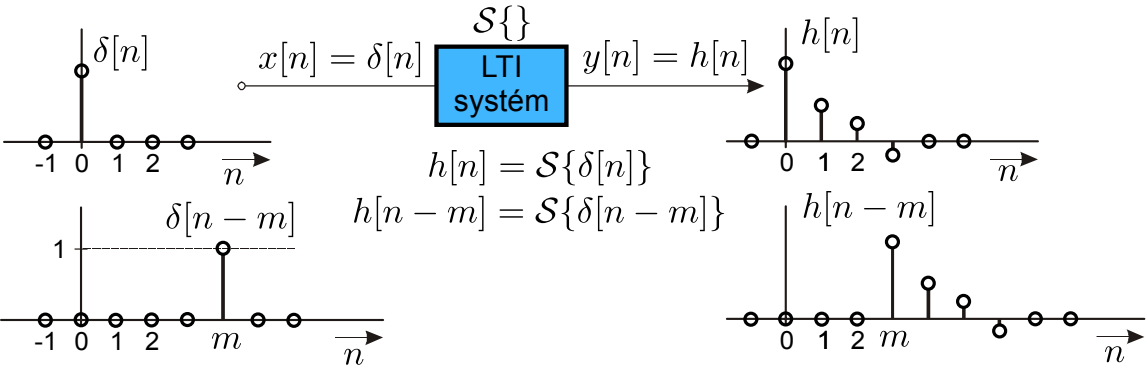 𝒮{}
δ[n]
x[n] = δ[n]
LTI
systém
y[n] = h[n]
h[n]
-1 0 1 2
n
0 1 2
n
h[n] = 𝒮{δ[n]}
h[n − m] = 𝒮{δ[n − m]}
δ[n − m]
1
-1 0 1 2 m
n
h[n − m]
0 1 2 m
n